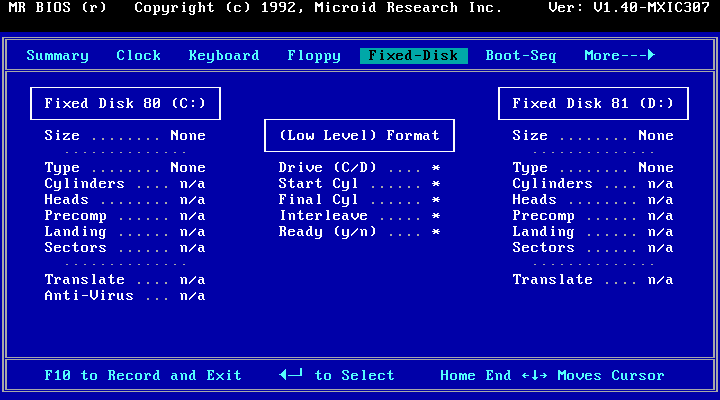 MR BIOS (r)   Copyright (c) 1992, Microid Research Inc.     Ver: V1.40-MXIC307
Summary   Clock   Keyboard   Floppy   Fixed-Disk   Boot-Seq   More---►
Fixed Disk 80 (C:)
Size ........ None
..............
Type ........ None
Cylinders .... n/a
Heads ........ n/a
Precomp ...... n/a
Landing ...... n/a
Sectors ...... n/a
..............
Translate .... n/a
Anti-Virus ... n/a
(Low Level) Format
Drive (C/D) .... *
Start Cyl ...... *
Final Cyl ...... *
Interleave ..... *
Ready (y/n) .... *
Fixed Disk 81 (D:)
Size ........ None
..............
Type ........ None
Cylinders .... n/a
Heads ........ n/a
Precomp ...... n/a
Landing ...... n/a
Sectors ...... n/a
..............
Translate .... n/a
F10 to Record and Exit    ◄─┘ to Select     Home End ←↓→ Moves Cursor